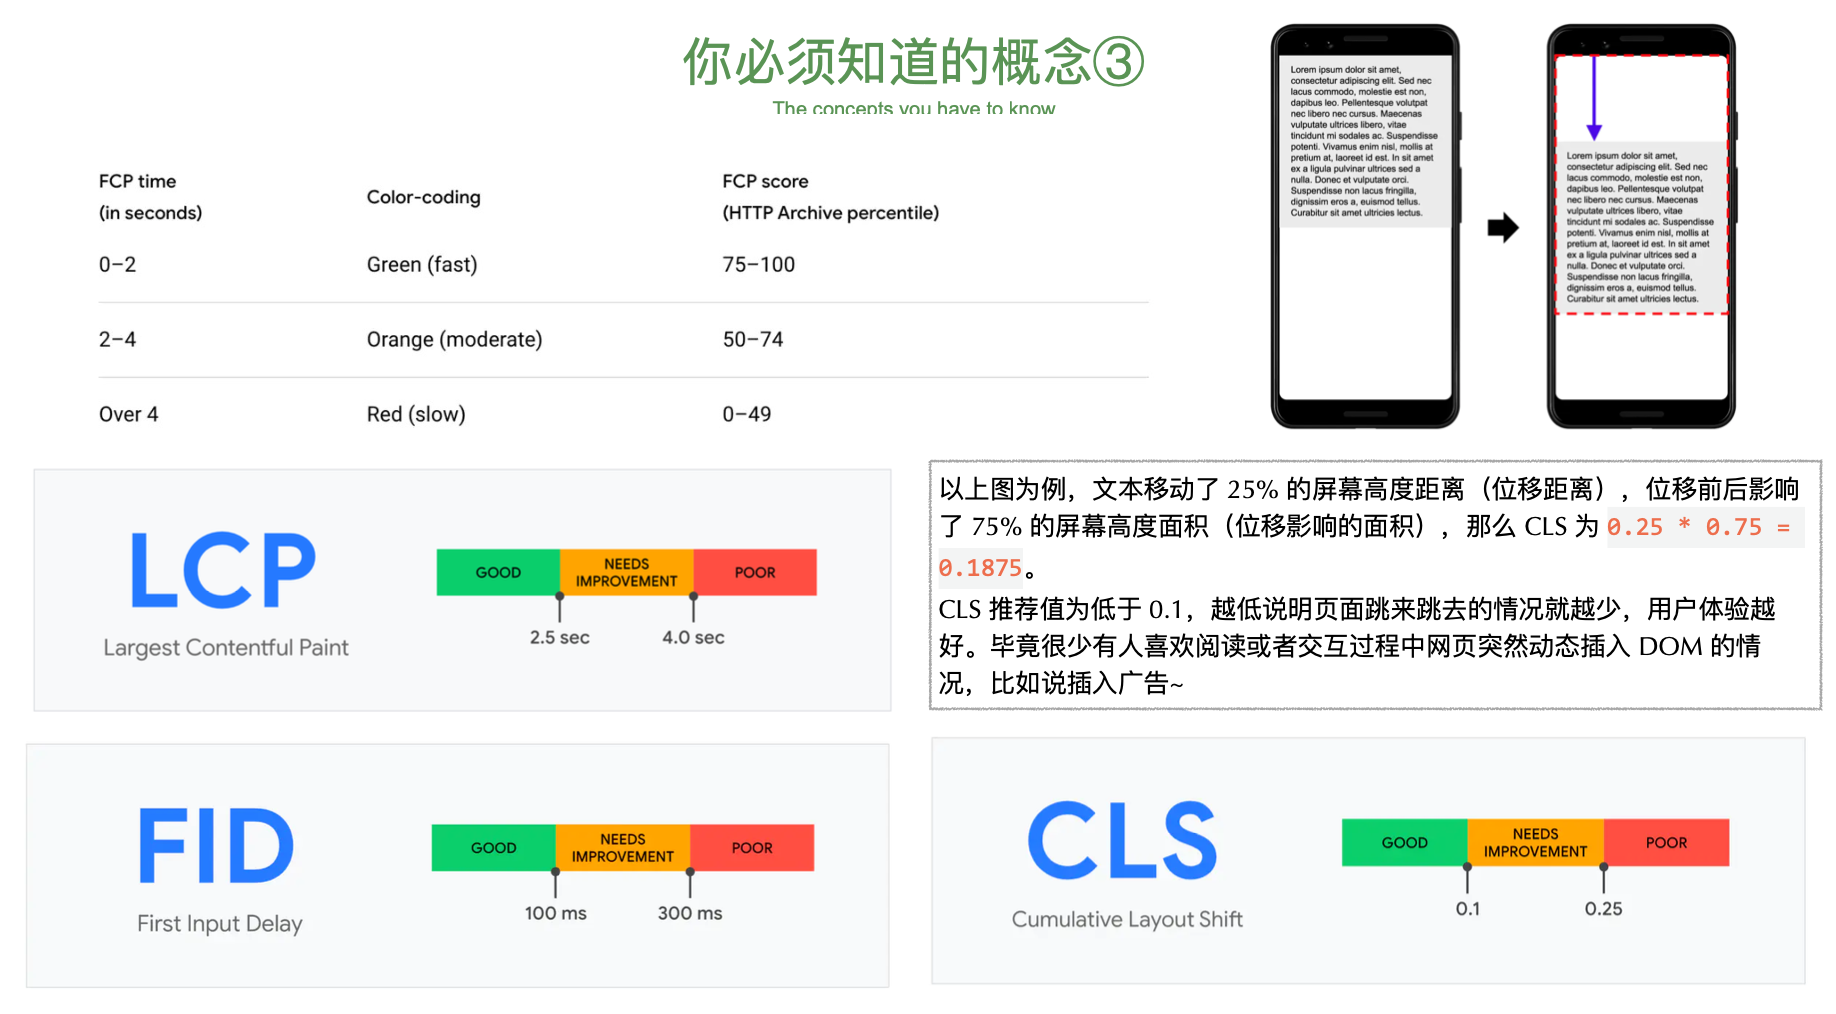 你必须知道的概念③
The concepts you have to know
FCP time
(in seconds)
Color-coding
FCP score
(HTTP Archive percentile)
0–2
Green (fast)
75–100
2–4
Orange (moderate)
50–74
Over 4
Red (slow)
0–49
Lorem ipsum dolor sit amet,
consectetur adipiscing elit. Sed nec
lacus commodo, molestie est non,
dapibus leo. Pellentesque volutpat
nec libero nec cursus. Maecenas
vulputate ultrices libero, vitae
tincidunt mi sodales ac. Suspendisse
potenti. Vivamus enim nisl, mollis at
pretium at, laoreet id est. In sit amet
ex a ligula pulvinar ultrices sed a
nulla. Donec et vulputate orci.
Suspendisse non lacus fringilla,
dignissim eros a, euismod tellus.
Curabitur sit amet ultricies lectus.
Lorem ipsum dolor sit amet,
consectetur adipiscing elit. Sed nec
lacus commodo, molestie est non,
dapibus leo. Pellentesque volutpat
nec libero nec cursus. Maecenas
vulputate ultrices libero, vitae
tincidunt mi sodales ac. Suspendisse
potenti. Vivamus enim nisl, mollis at
pretium at, laoreet id est. In sit amet
ex a ligula pulvinar ultrices sed a
nulla. Donec et vulputate orci.
Suspendisse non lacus fringilla,
dignissim eros a, euismod tellus.
Curabitur sit amet ultricies lectus.
LCP
Largest Contentful Paint
GOOD
NEEDS
IMPROVEMENT
POOR
2.5 sec
4.0 sec
以上图为例，文本移动了 25% 的屏幕高度距离（位移距离），位移前后影响
了 75% 的屏幕高度面积（位移影响的面积），那么 CLS 为 0.25 * 0.75 =
0.1875。
CLS 推荐值为低于 0.1，越低说明页面跳来跳去的情况就越少，用户体验越
好。毕竟很少有人喜欢阅读或者交互过程中网页突然动态插入 DOM 的情
况，比如说插入广告~
FID
First Input Delay
GOOD
NEEDS
IMPROVEMENT
POOR
100 ms
300 ms
CLS
Cumulative Layout Shift
GOOD
NEEDS
IMPROVEMENT
POOR
0.1
0.25